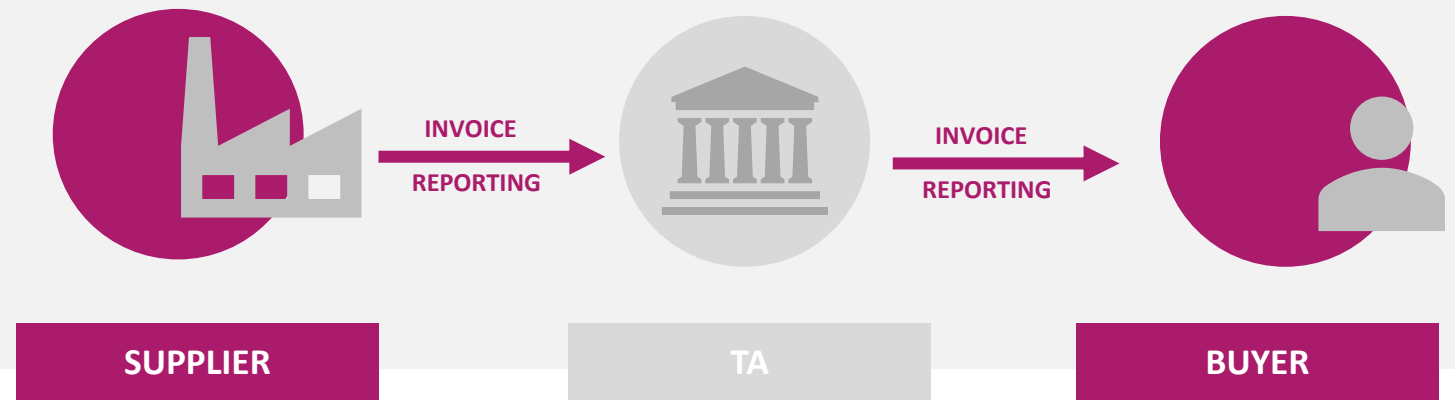 INVOICE
REPORTING
INVOICE
REPORTING
SUPPLIER
TA
BUYER